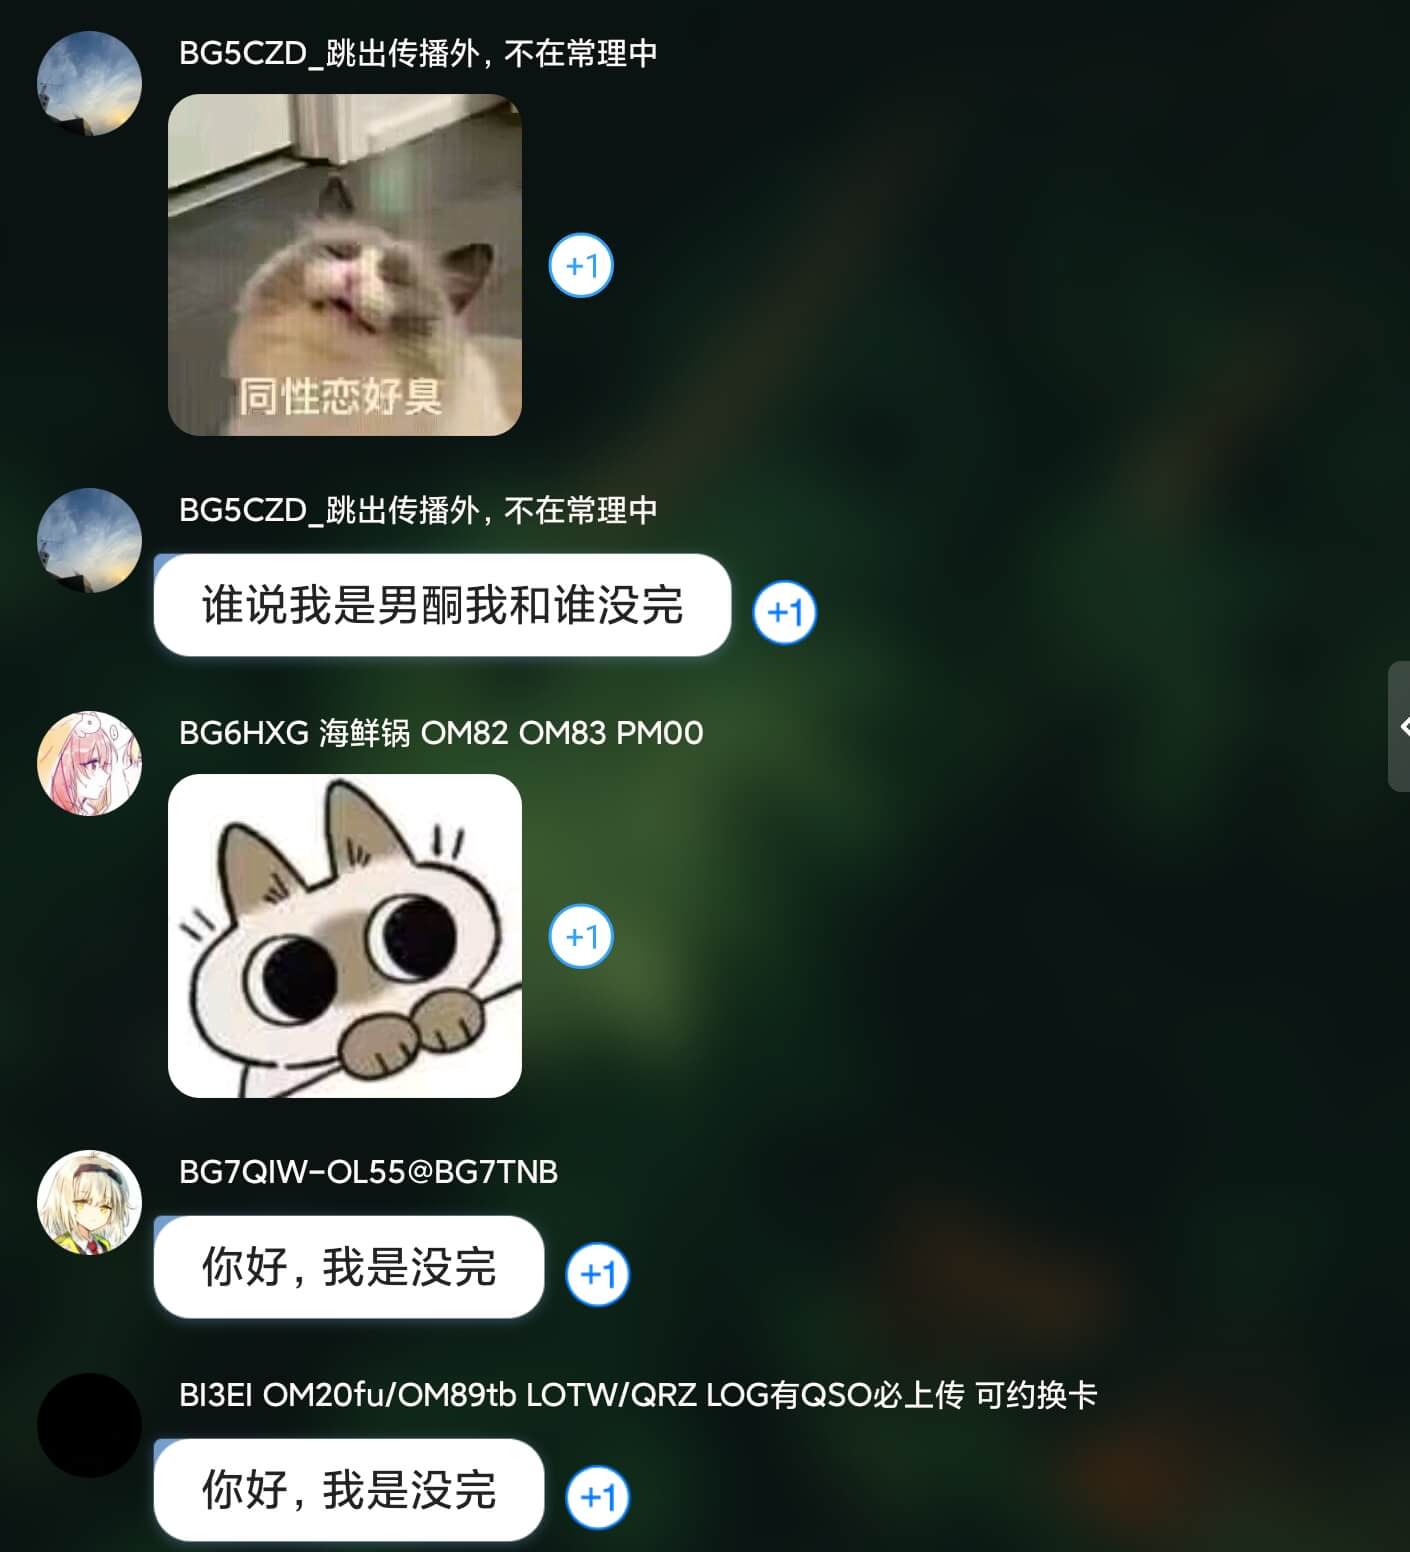 BG5CZD_跳出传播外，不在常理中
同性恋好臭
+1
BG5CZD_跳出传播外，不在常理中
谁说我是男酮我和谁没完
+1
BG6HXG 海鲜锅 OM82 OM83 PM00
+1
BG7QIW-OL55@BG7TNB
你好，我是没完
+1
BI3EI OM20fu/OM89tb LOTW/QRZ LOG有QSO必上传 可约换卡
你好，我是没完
+1